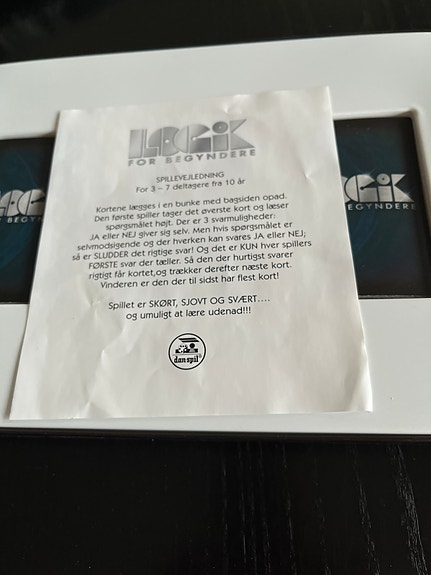 LOGIK
FOR BEGYNDERE
SPILLEVEJLEDNING
For 3 – 7 deltagere fra 10 år
Kortene lægges i en bunke med bagsiden opad.
Den første spiller tager det øverste kort og læser
spørgsmålet højt. Der er 3 svarmuligheder:
JA eller NEJ giver sig selv. Men hvis spørgsmålet er
selvmodsigende og der hverken kan svares JA eller NEJ;
så er SLUDDER det rigtige svar! Og det er KUN hver spillers
FØRSTE svar der tæller. Så den der hurtigst svarer
rigtigt får kortet,og trækker derefter næste kort.
Vinderen er den der til sidst har flest kort!
Spillet er SKØRT, SJOVT OG SVÆRT....
og umuligt at lære udenad!!!
dan spil®
L
FOR BEGYN
GIK
BEGYNDERE